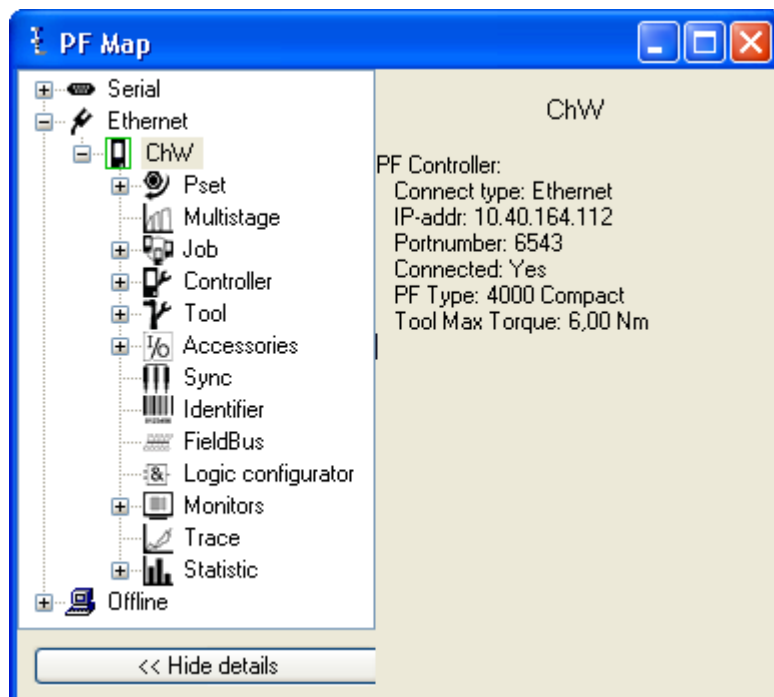 PF Map
Serial
Ethernet
ChW
Pset
Multistage
Job
Controller
Tool
I/o Accessories
Sync
Identifier
FieldBus
& Logic configurator
Monitors
Trace
Statistic
Offline
<< Hide details
ChW
PF Controller:
Connect type: Ethernet
IP-addr: 10.40.164.112
Portnumber: 6543
Connected: Yes
PF Type: 4000 Compact
Tool Max Torque: 6,00 Nm